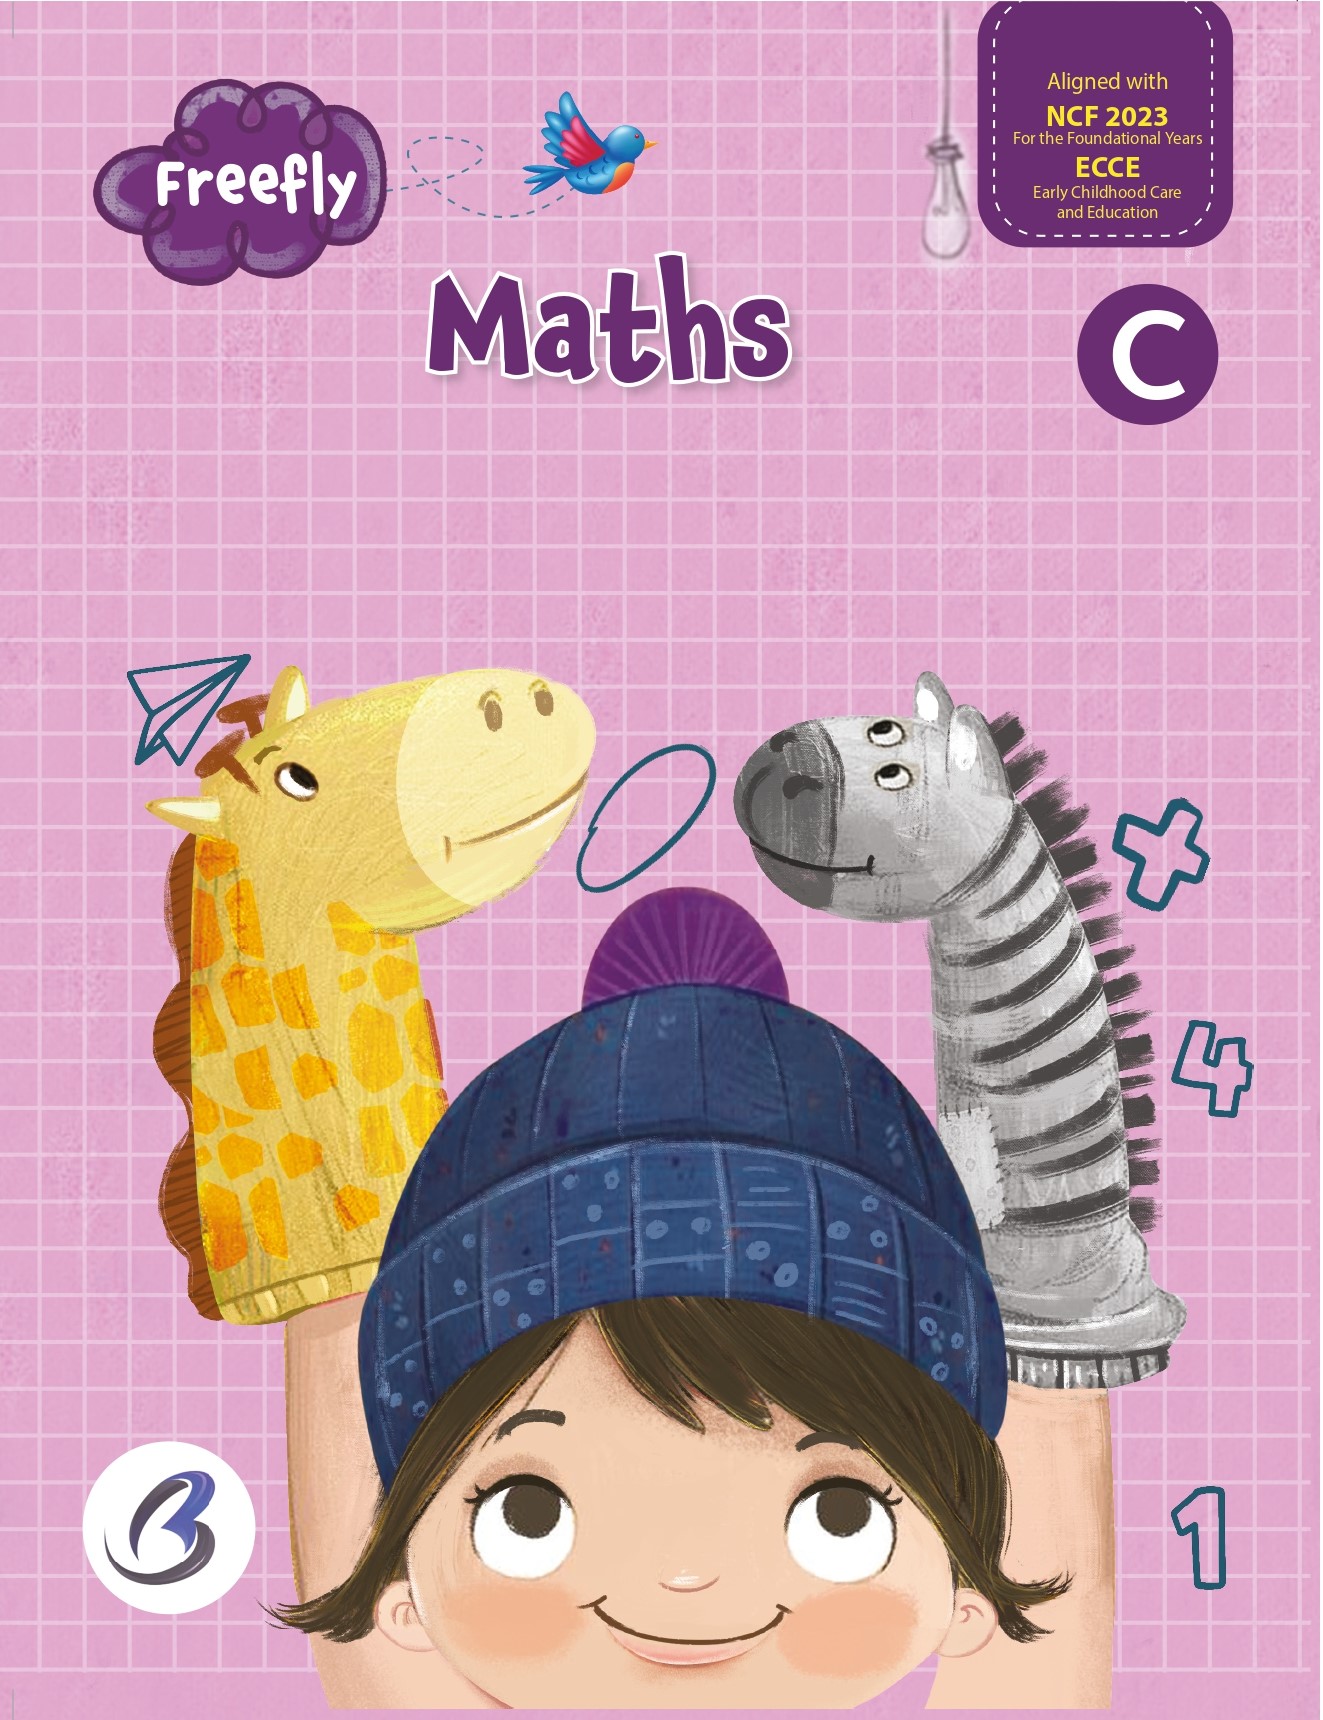 Freefly
Aligned with
NCF 2023
For the Foundational Years
ECCE
Early Childhood Care
and Education
Maths
C
4
1